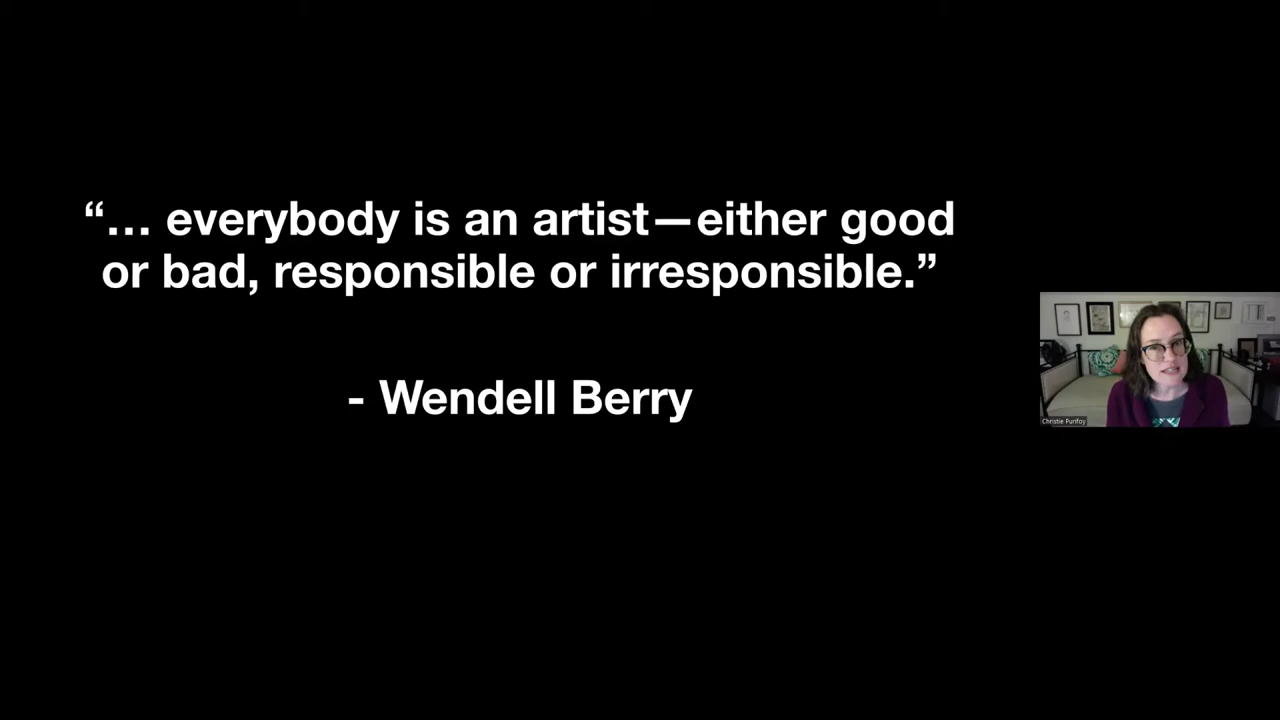 “… everybody is an artist—either good
or bad, responsible or irresponsible.”
- Wendell Berry
Christie Purifoy